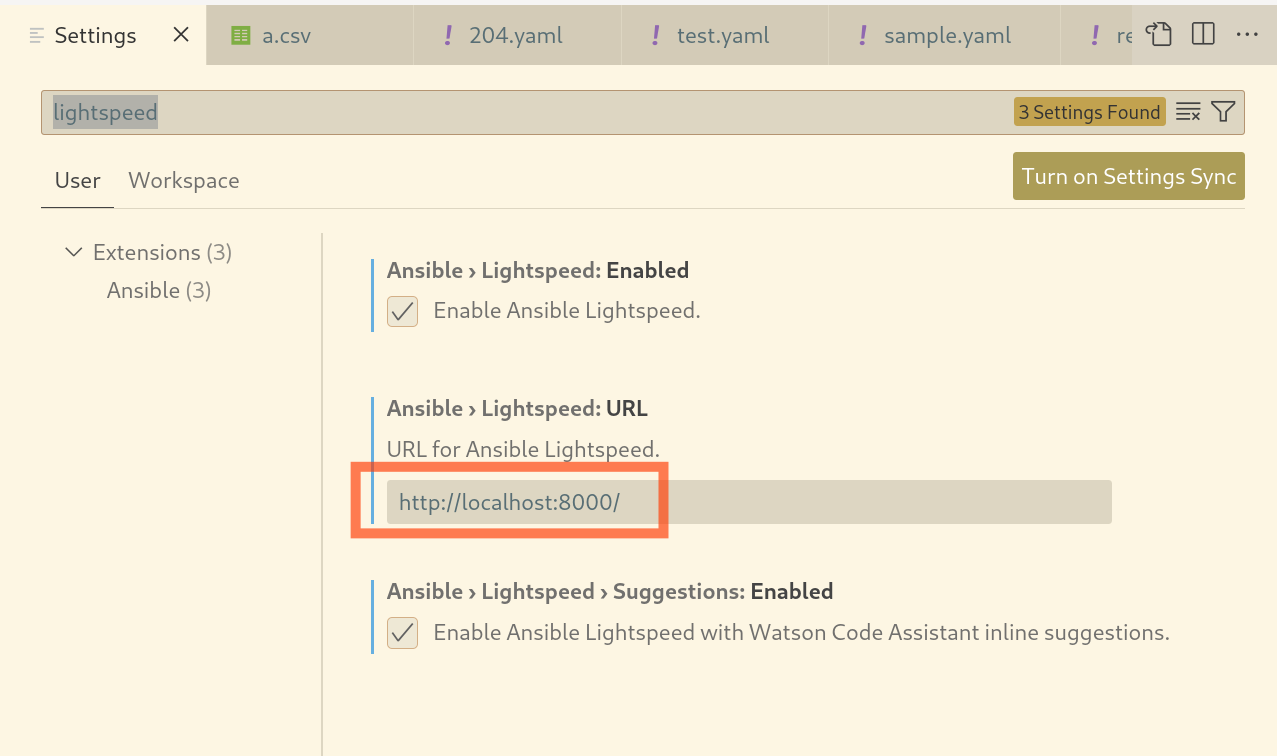 Settings
a.csv
! 204.yaml
! test.yaml
! sample.yaml
! re
lightspeed
3 Settings Found
User
Workspace
Turn on Settings Sync
Extensions (3)
Ansible (3)
Ansible › Lightspeed: Enabled
Enable Ansible Lightspeed.
Ansible › Lightspeed: URL
URL for Ansible Lightspeed.
http://localhost:8000/
Ansible › Lightspeed › Suggestions: Enabled
Enable Ansible Lightspeed with Watson Code Assistant inline suggestions.